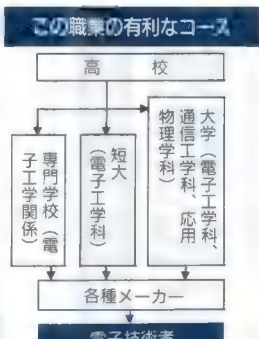 この職業の有利なコース
高校
大学（電子工学科、
通信工学科、応用
物理学科）
短大
（電子工学科）
専門学校（電
子工学関係）
各種メーカー
電子技術者